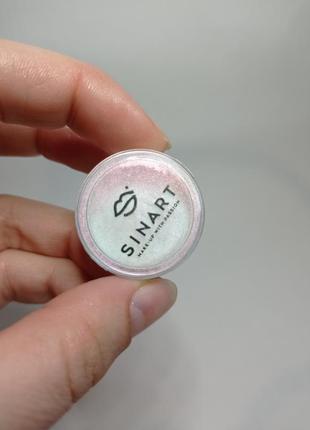 SINART
MAKE-UP WITH PASSION